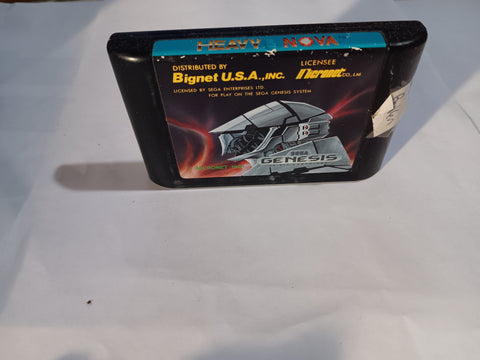 HEAVY NOVA
DISTRIBUTED BY
Bignet U.S.A., INC.
LICENSEE
Micronet CO., Ltd.
LICENSED BY SEGA ENTERPRISES LTD.
FOR PLAY ON THE SEGA GENESIS SYSTEM
SEGA
GENESIS